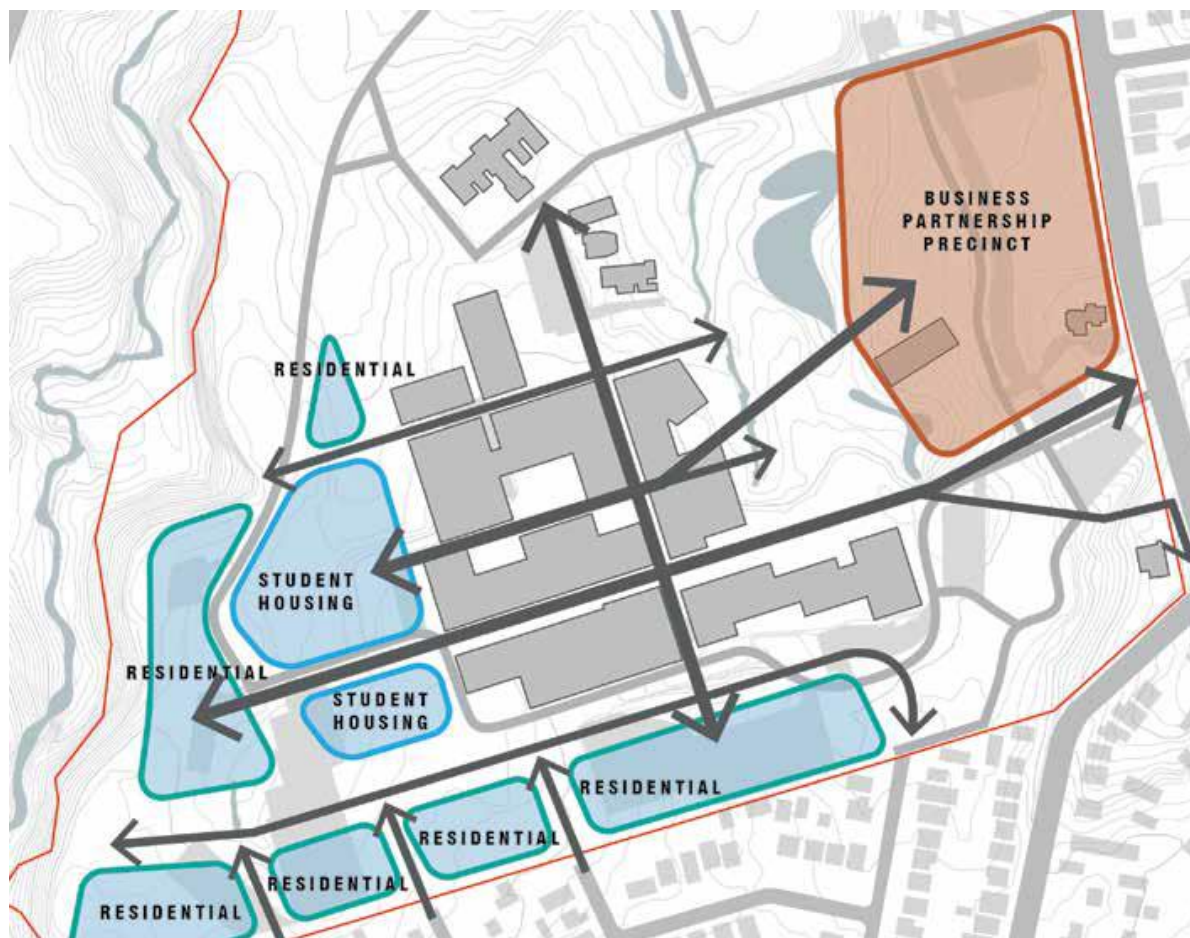 BUSINESS
PARTNERSHIP
PRECINCT
RESIDENTIAL
STUDENT
HOUSING
RESIDENTIAL
STUDENT
HOUSING
RESIDENTIAL
RESIDENTIAL
RESIDENTIAL
RESIDENTIAL